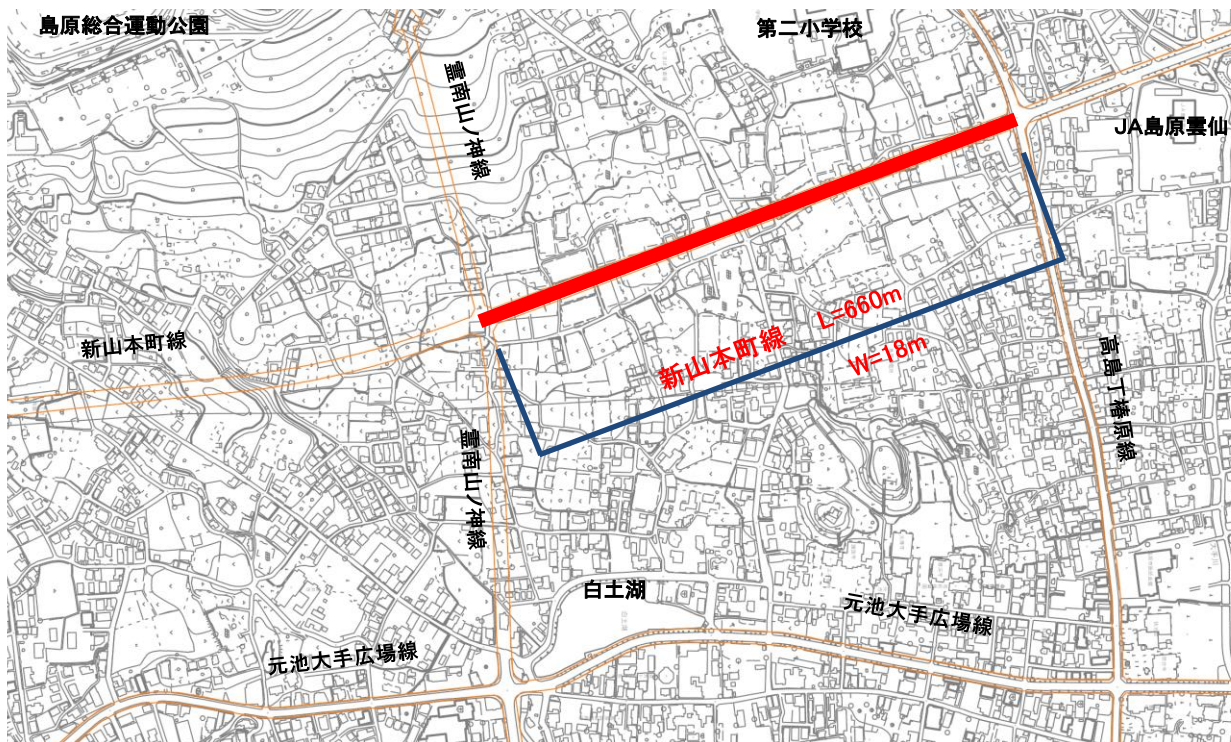 島原総合運動公園
第二小学校
霊南山ノ神線
JA島原雲仙
新山本町線
新山本町線
L=660m
W=18m
高島丁椿原線
霊南山ノ神線
白土湖
元池大手広場線
元池大手広場線